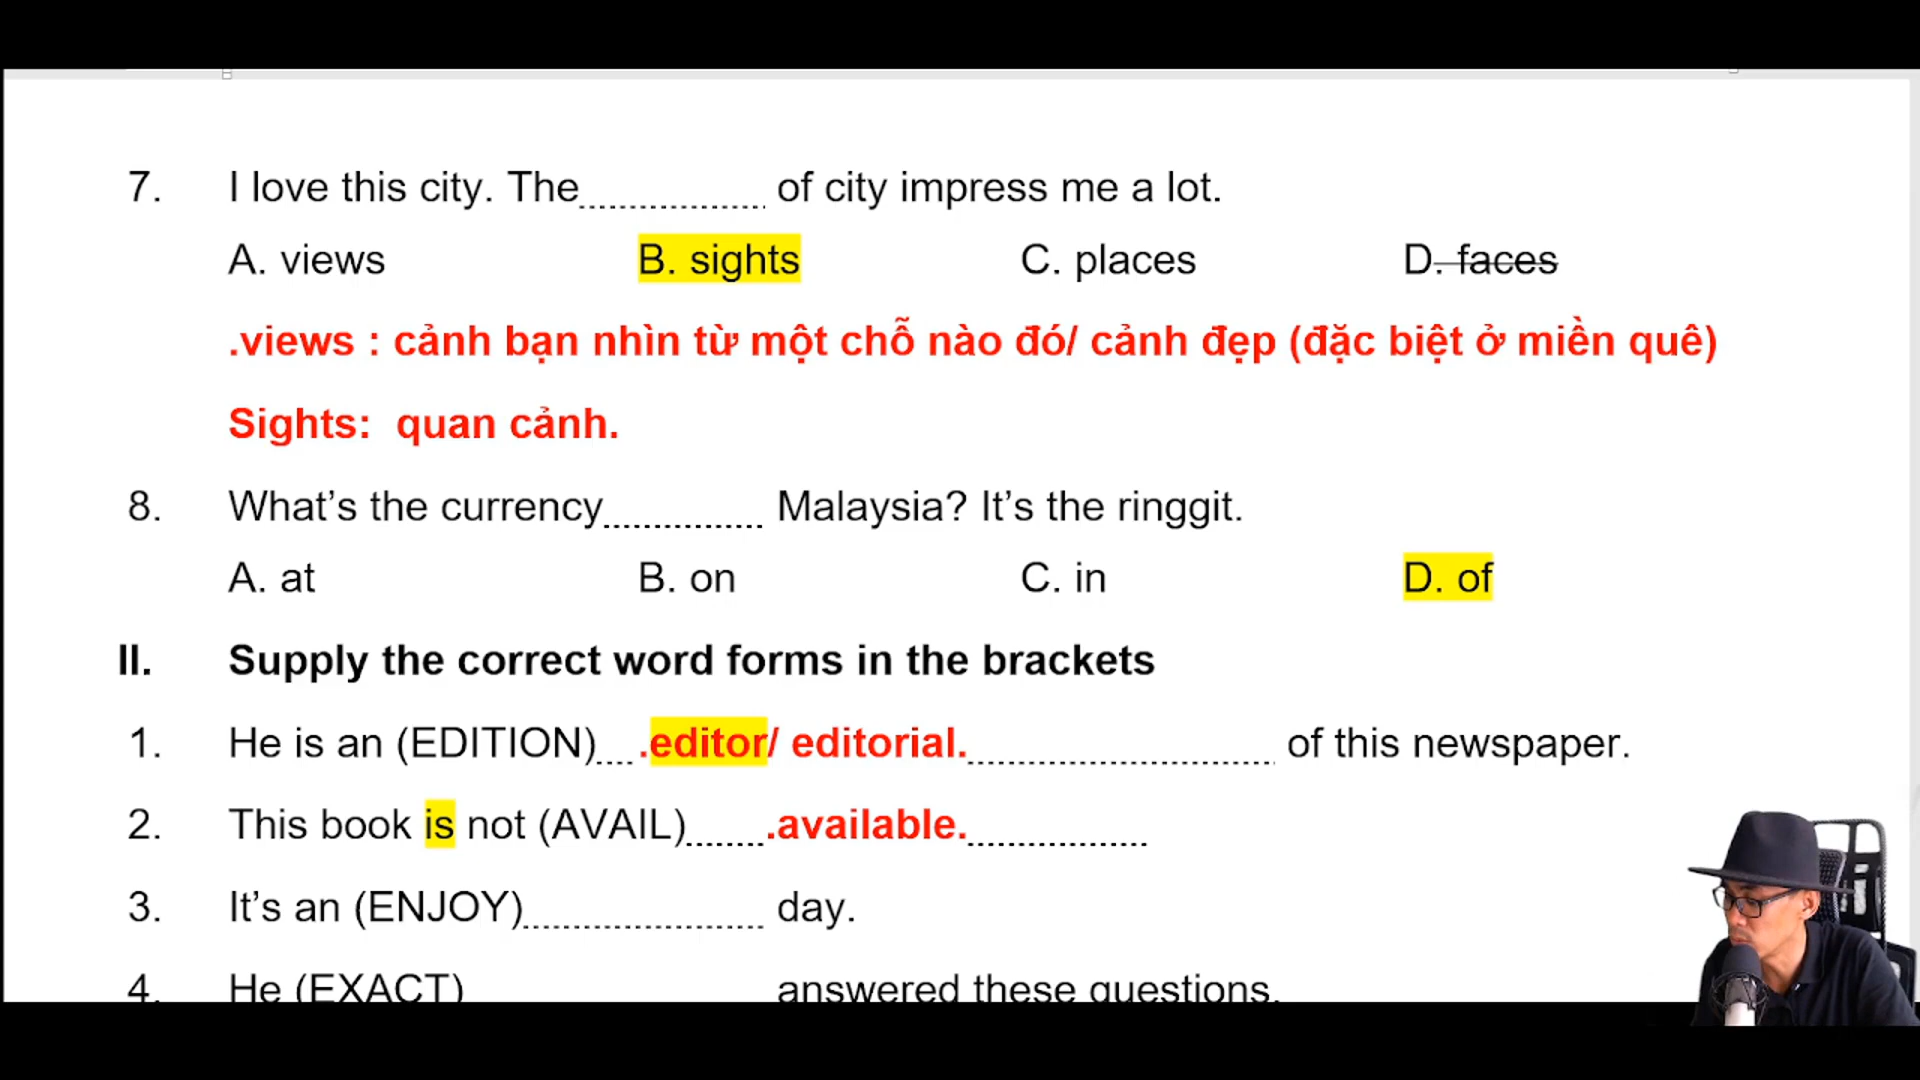 7. I love this city. The.................. of city impress me a lot.
A. views B. sights C. places D. faces
.views : cảnh bạn nhìn từ một chỗ nào đó/ cảnh đẹp (đặc biệt ở miền quê)
Sights: quan cảnh.
8. What's the currency................ Malaysia? It's the ringgit.
A. at B. on C. in D. of
II. Supply the correct word forms in the brackets
1. He is an (EDITION)....editor/ editorial................................ of this newspaper.
2. This book is not (AVAIL)........available...................
3. It's an (ENJOY)........................ day.
4. He (EXACT) answered these questions.